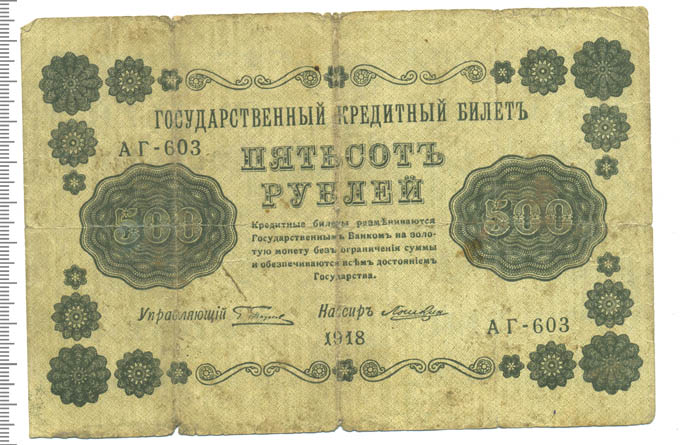 ГОСУДАРСТВЕННЫЙ КРЕДИТНЫЙ БИЛЕТЪ
АГ-603
ПЯТЬСОТЪ
РУБЛЕЙ
500
500
Кредитные билеты размѣниваются
Государственнымъ Банкомъ на золо-
тую монету безъ ограниченія суммы
и обезпечиваются всѣмъ достояніемъ
Государства.
Управляющій
Кассиръ
1918
АГ-603